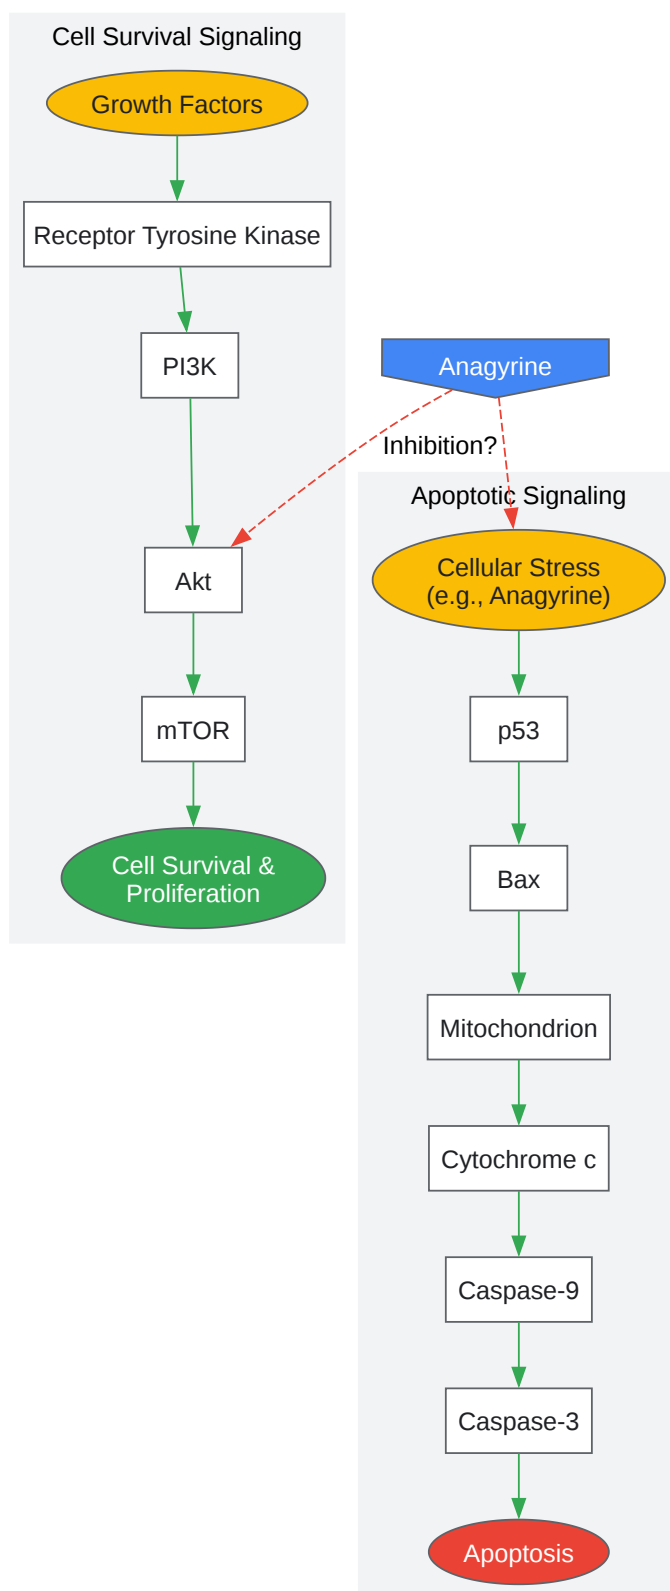 Cell Survival Signaling
Growth Factors
Receptor Tyrosine Kinase
PI3K
Anagyrine
Inhibition?
Akt
mTOR
Cell Survival &
Proliferation
Apoptotic Signaling
Cellular Stress
(e.g., Anagyrine)
p53
Bax
Mitochondrion
Cytochrome c
Caspase-9
Caspase-3
Apoptosis